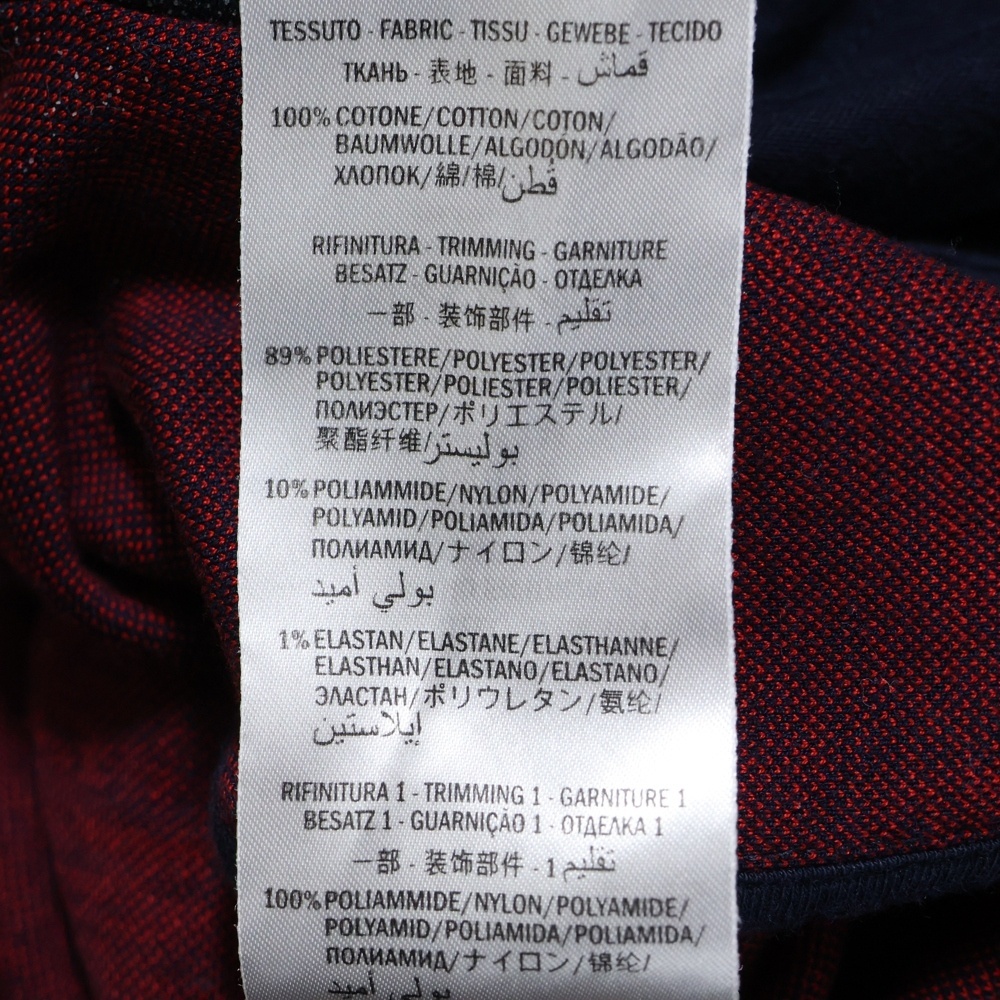 TESSUTO - FABRIC - TISSU - GEWEBE - TECIDO
ТКАНЬ - 表地 - 面料 - قماش
100% COTONE/COTTON/COTON/
BAUMWOLLE/ALGODÓN/ALGODÃO/
ХЛОПОК/綿/棉/قطن
RIFINITURA - TRIMMING - GARNITURE
BESATZ - GUARNIÇÃO - ОТДЕЛКА
一部 - 装饰部件 - تقليم
89% POLIESTERE/POLYESTER/POLYESTER/
POLYESTER/POLIESTER/POLIESTER/
ПОЛИЭСТЕР/ポリエステル/
聚酯纤维/بوليستر
10% POLIAMMIDE/NYLON/POLYAMIDE/
POLYAMID/POLIAMIDA/POLIAMIDA/
ПОЛИАМИД/ナイロン/锦纶/
بولي أميد
1% ELASTAN/ELASTANE/ELASTHANNE/
ELASTHAN/ELASTANO/ELASTANO/
ЭЛАСТАН/ポリウレタン/氨纶/
إيلاستين
RIFINITURA 1 - TRIMMING 1 - GARNITURE 1
BESATZ 1 - GUARNIÇÃO 1 - ОТДЕЛКА 1
一部 - 装饰部件 - 1 تقليم
100% POLIAMMIDE/NYLON/POLYAMIDE/
POLYAMID/POLIAMIDA/POLIAMIDA/
ПОЛИАМИД/ナイロン/锦纶/
بولي أميد